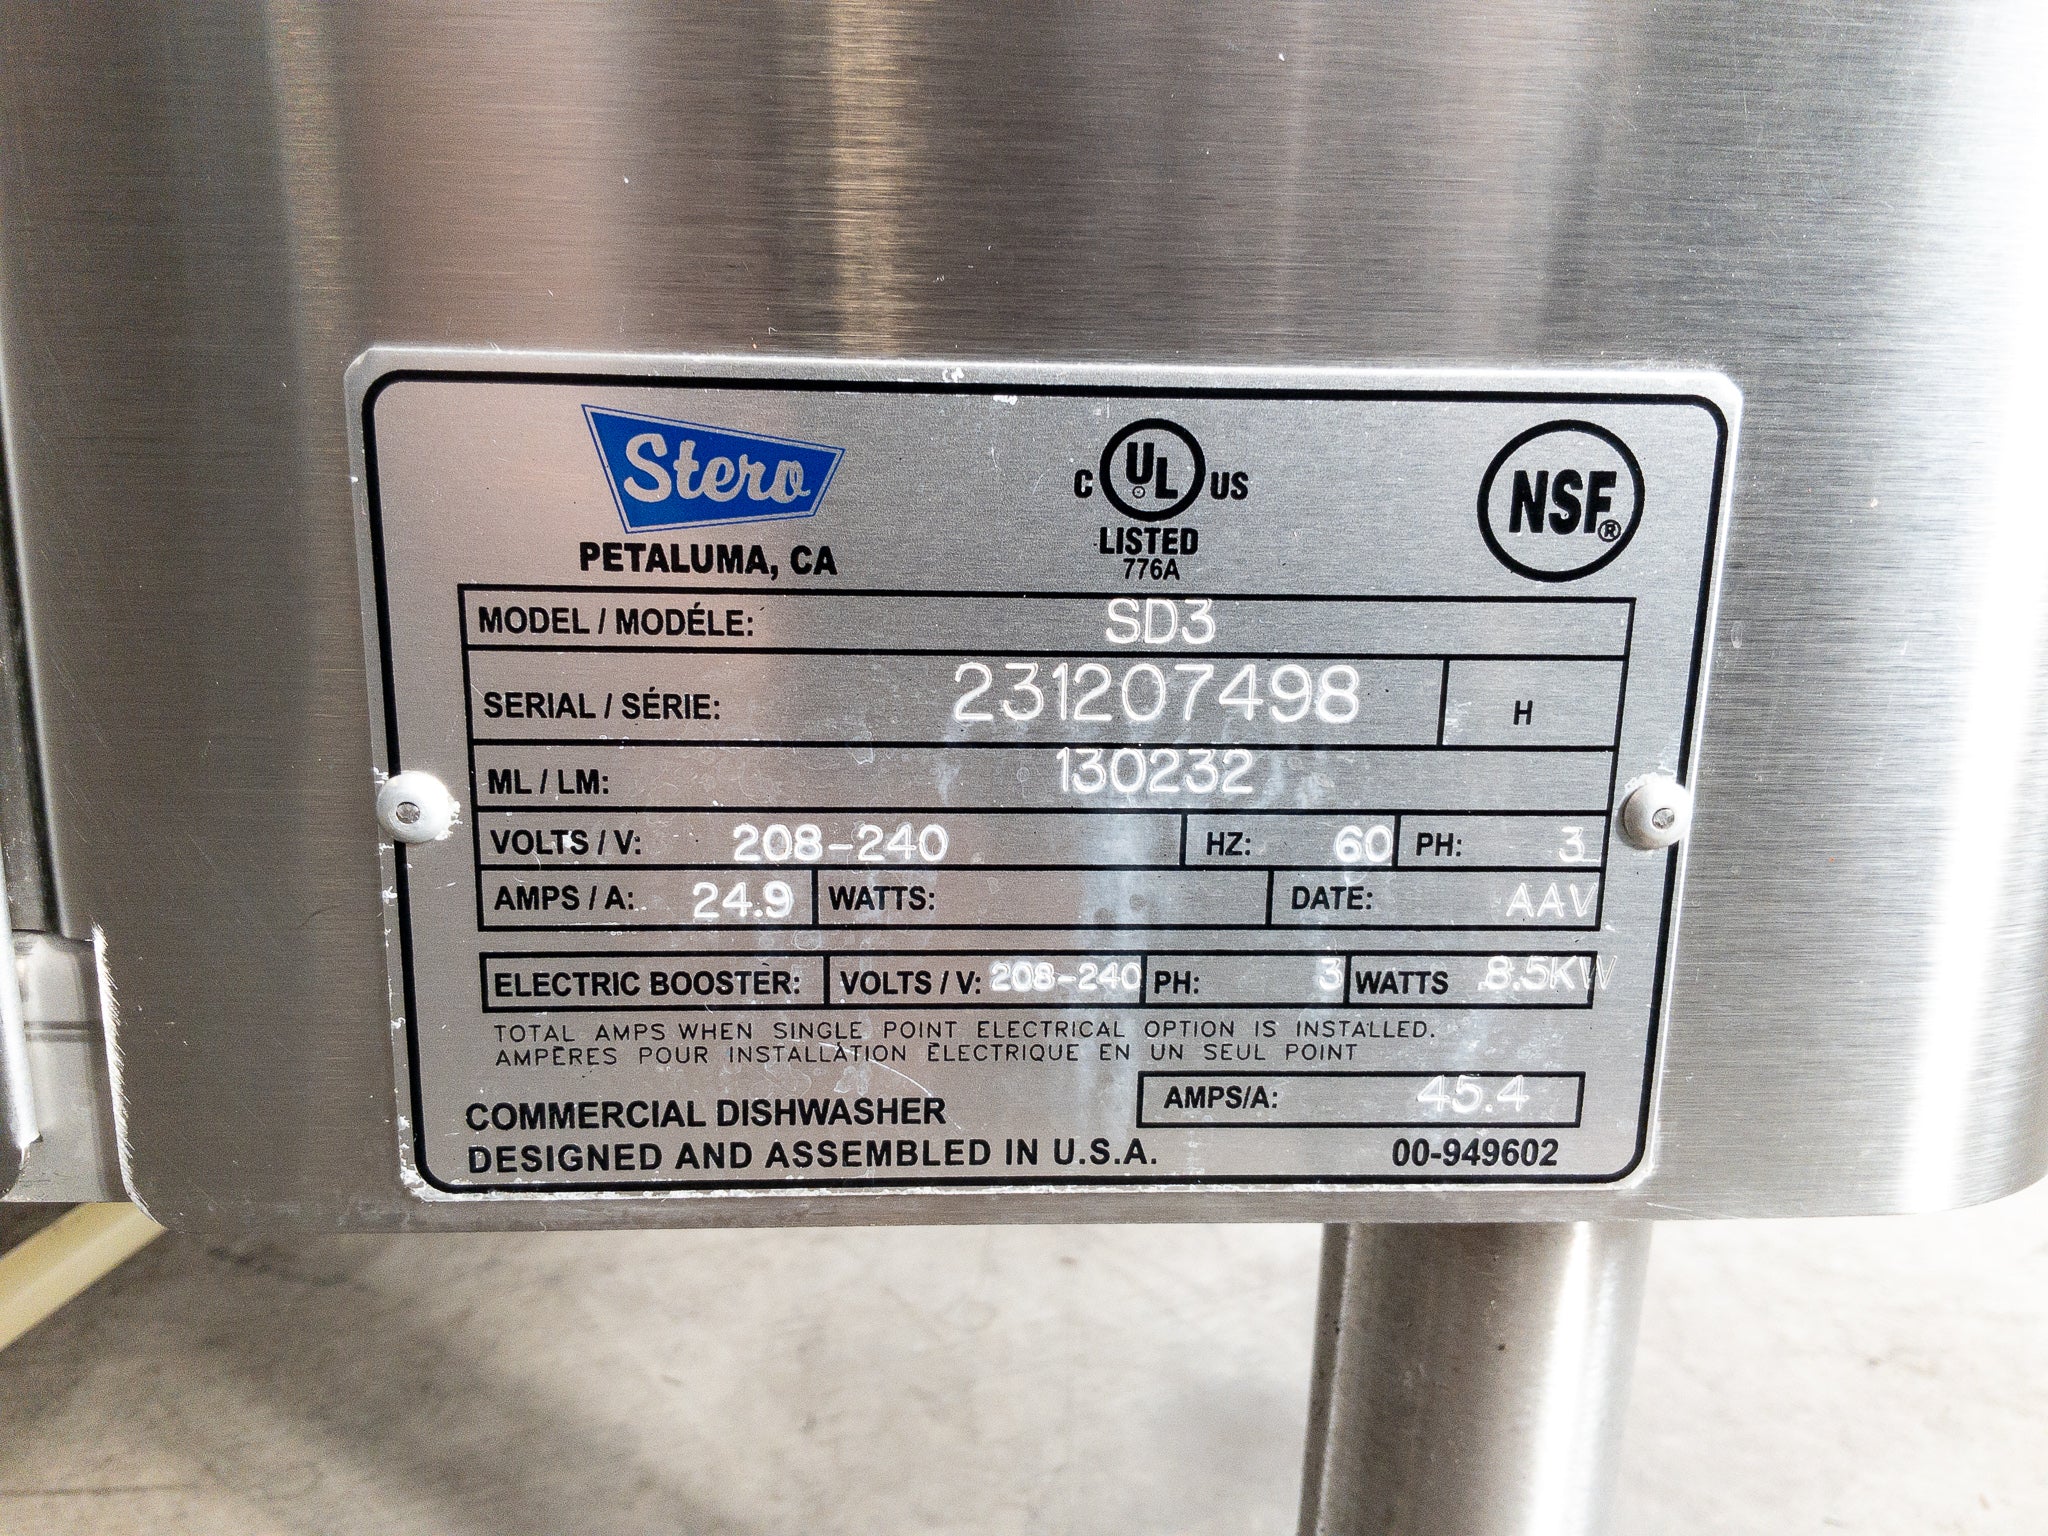 Stero
PETALUMA, CA
C UL US
LISTED
776A
NSF®
MODEL / MODÉLE: SD3
SERIAL / SÉRIE: 231207498 H
ML / LM: 130232
VOLTS / V: 208-240 HZ: 60 PH: 3
AMPS / A: 24.9 WATTS: DATE: AAV
ELECTRIC BOOSTER: VOLTS / V: 208-240 PH: 3 WATTS 8.5KW
TOTAL AMPS WHEN SINGLE POINT ELECTRICAL OPTION IS INSTALLED.
AMPÈRES POUR INSTALLATION ÉLECTRIQUE EN UN SEUL POINT
AMPS/A: 45.4
COMMERCIAL DISHWASHER
DESIGNED AND ASSEMBLED IN U.S.A.
00-949602